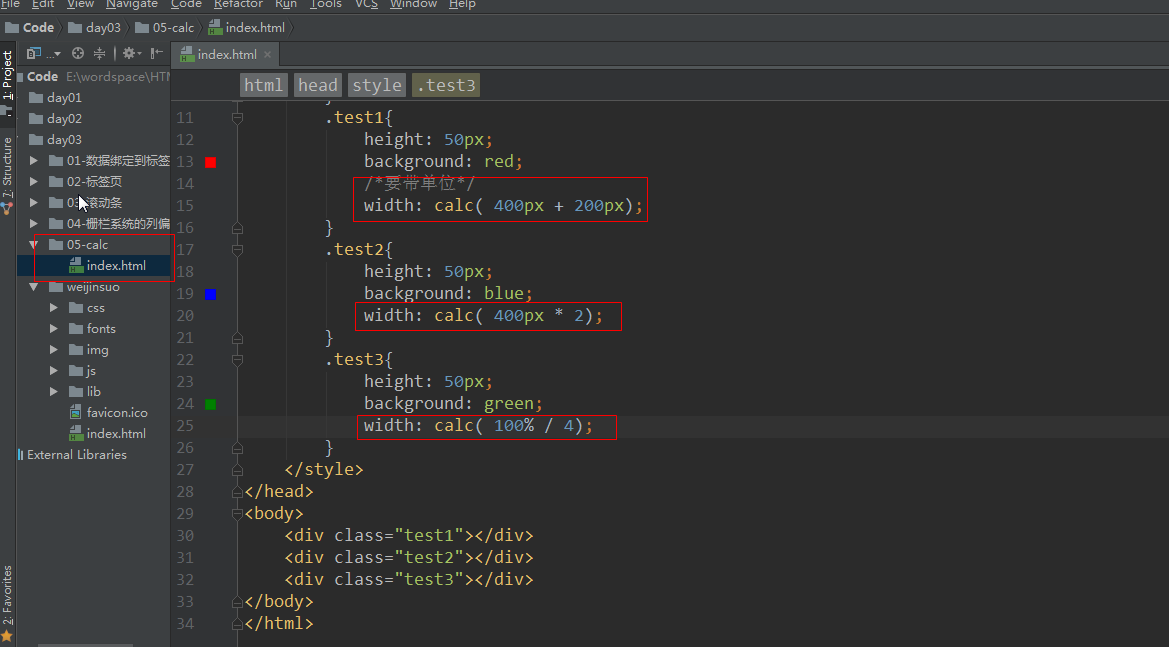 File Edit View Navigate Code Refactor Run Tools VCS Window Help
Code day03 05-calc index.html
1: Project
7: Structure
2: Favorites
...
Code E:\wordspace\HTM
day01
day02
day03
01-数据绑定到标签
02-标签页
03-滚动条
04-栅栏系统的列偏
05-calc
index.html
weijinsuo
css
fonts
img
js
lib
favicon.ico
index.html
External Libraries
index.html
html head style .test3
11 .test1{
12 height: 50px;
13 background: red;
14 /*要带单位*/
15 width: calc( 400px + 200px);
16 }
17 .test2{
18 height: 50px;
19 background: blue;
20 width: calc( 400px * 2);
21 }
22 .test3{
23 height: 50px;
24 background: green;
25 width: calc( 100% / 4);
26 }
27 </style>
28 </head>
29 <body>
30 <div class="test1"></div>
31 <div class="test2"></div>
32 <div class="test3"></div>
33 </body>
34 </html>